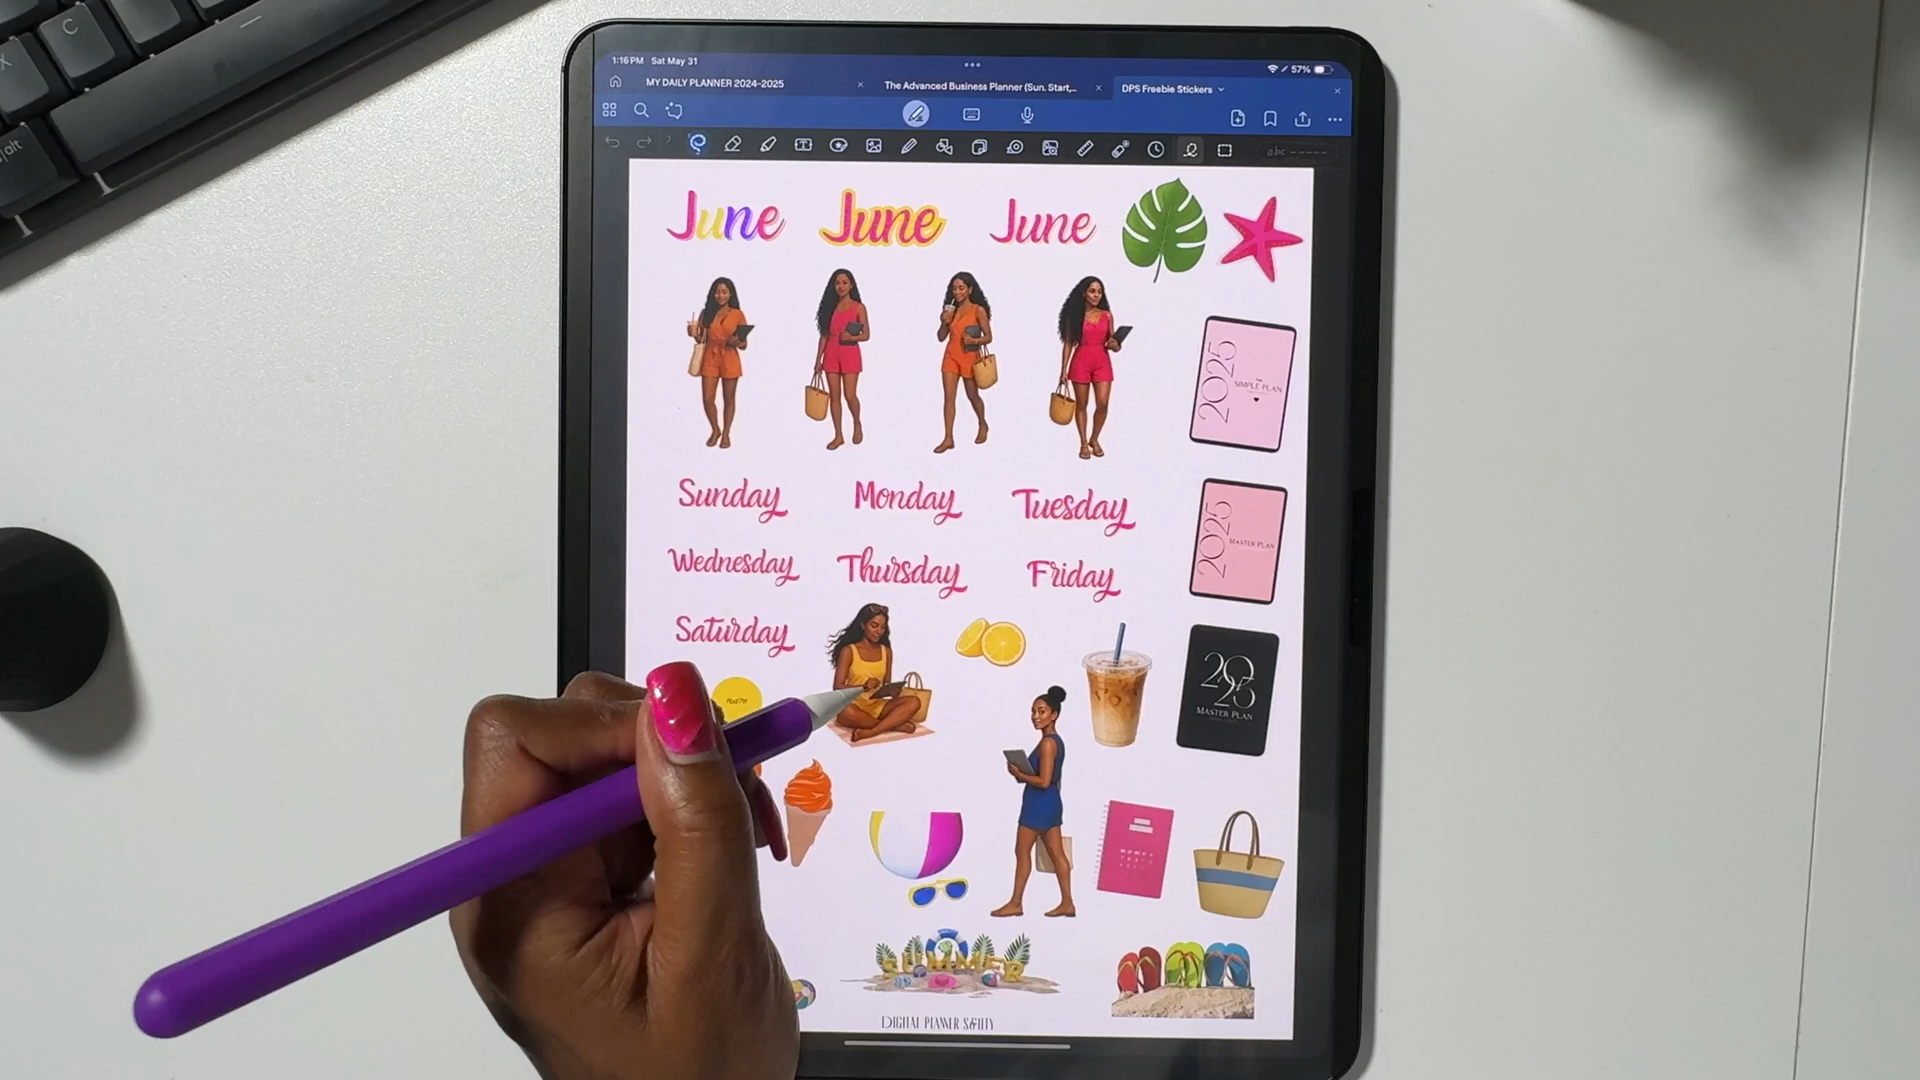 C
X
alt
1:16 PM Sat May 31
57%
MY DAILY PLANNER 2024-2025
The Advanced Business Planner (Sun. Start,...
DPS Freebie Stickers
abc
June June June
2025
SIMPLE PLAN
Sunday Monday Tuesday
2025
MASTER PLAN
Wednesday Thursday Friday
Saturday
2025
MASTER PLAN
SUMMER
DIGITAL PLANNER SOCIETY